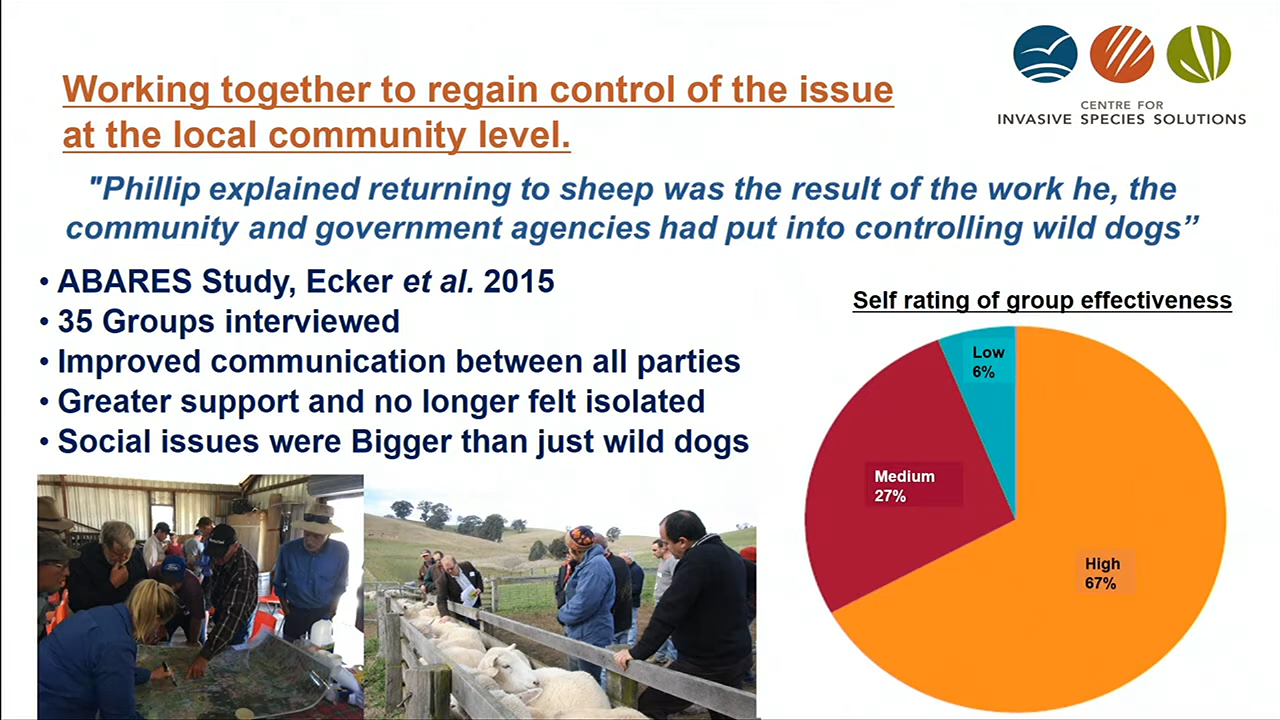 Working together to regain control of the issue
at the local community level.
CENTRE FOR
INVASIVE SPECIES SOLUTIONS
"Phillip explained returning to sheep was the result of the work he, the
community and government agencies had put into controlling wild dogs”
• ABARES Study, Ecker et al. 2015
• 35 Groups interviewed
• Improved communication between all parties
• Greater support and no longer felt isolated
• Social issues were Bigger than just wild dogs
Self rating of group effectiveness
Low
6%
Medium
27%
High
67%